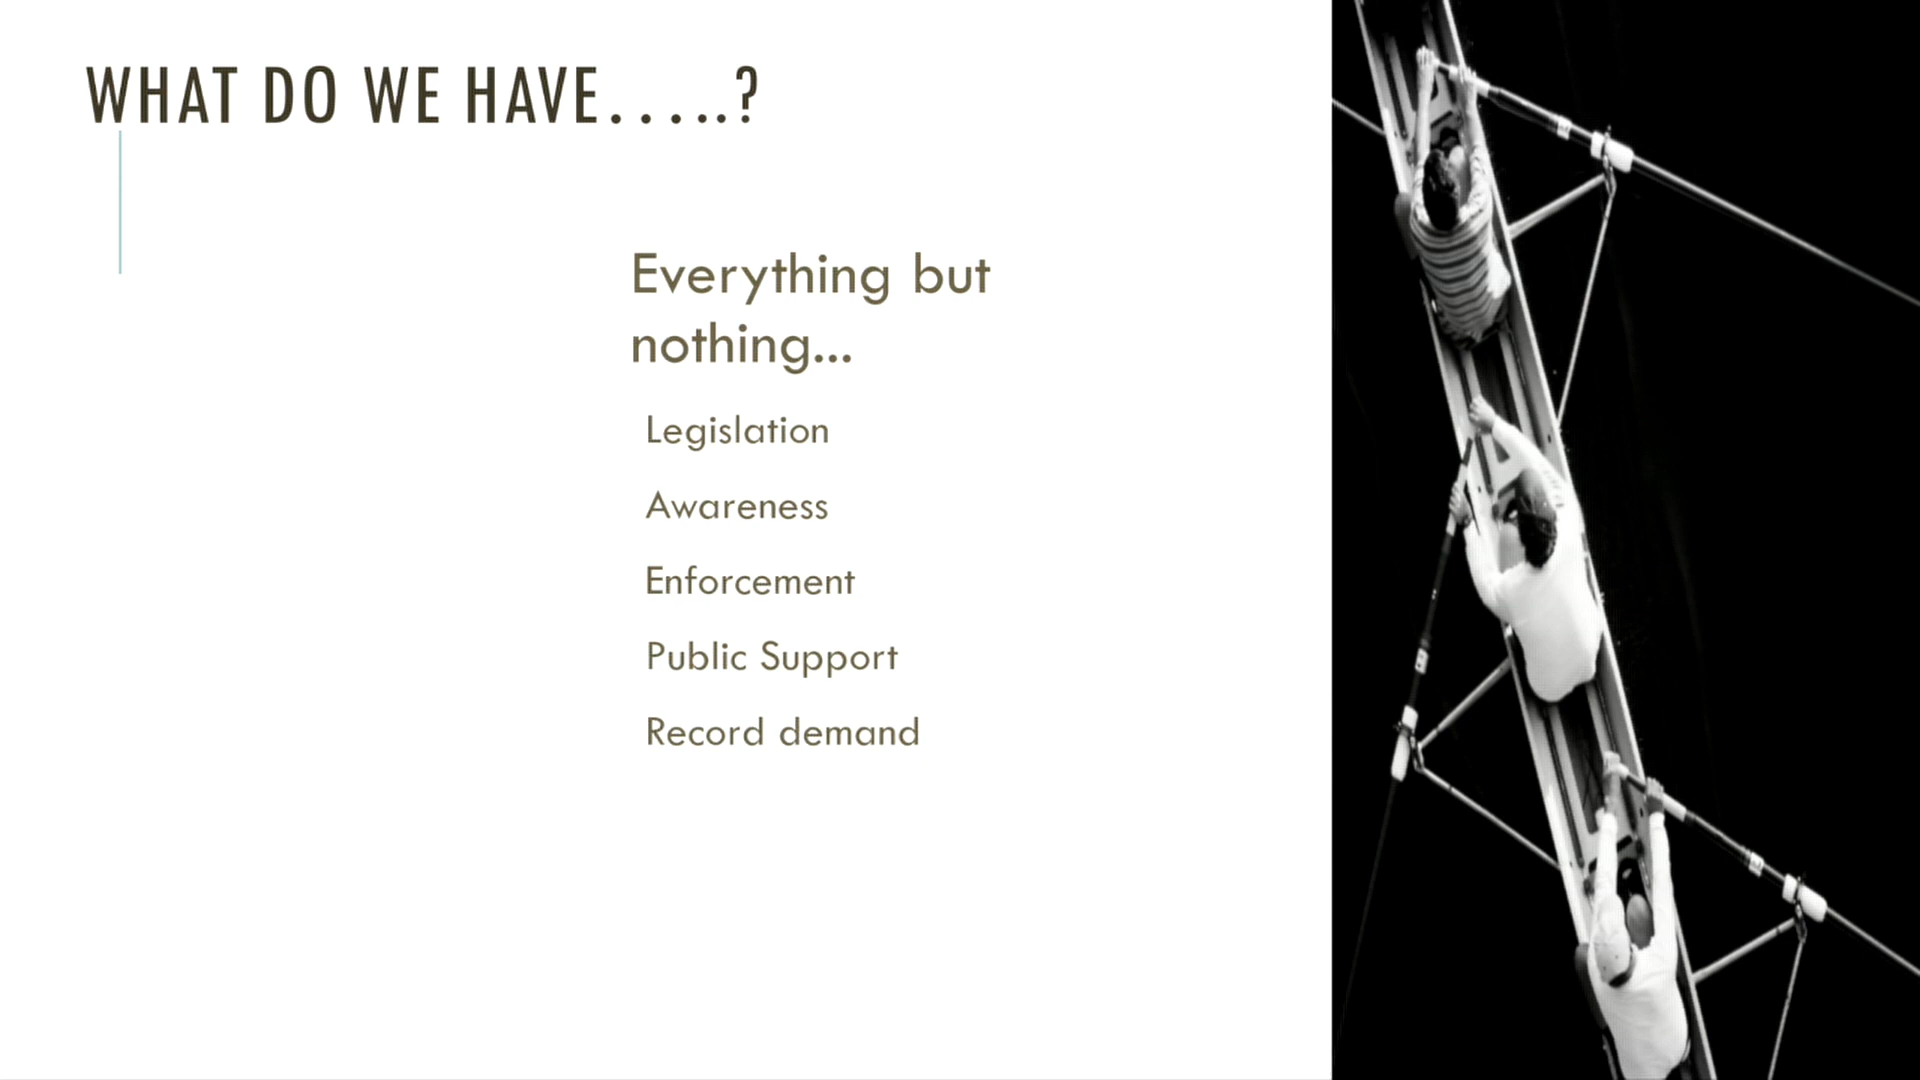 WHAT DO WE HAVE…..?
Everything but
nothing...
Legislation
Awareness
Enforcement
Public Support
Record demand